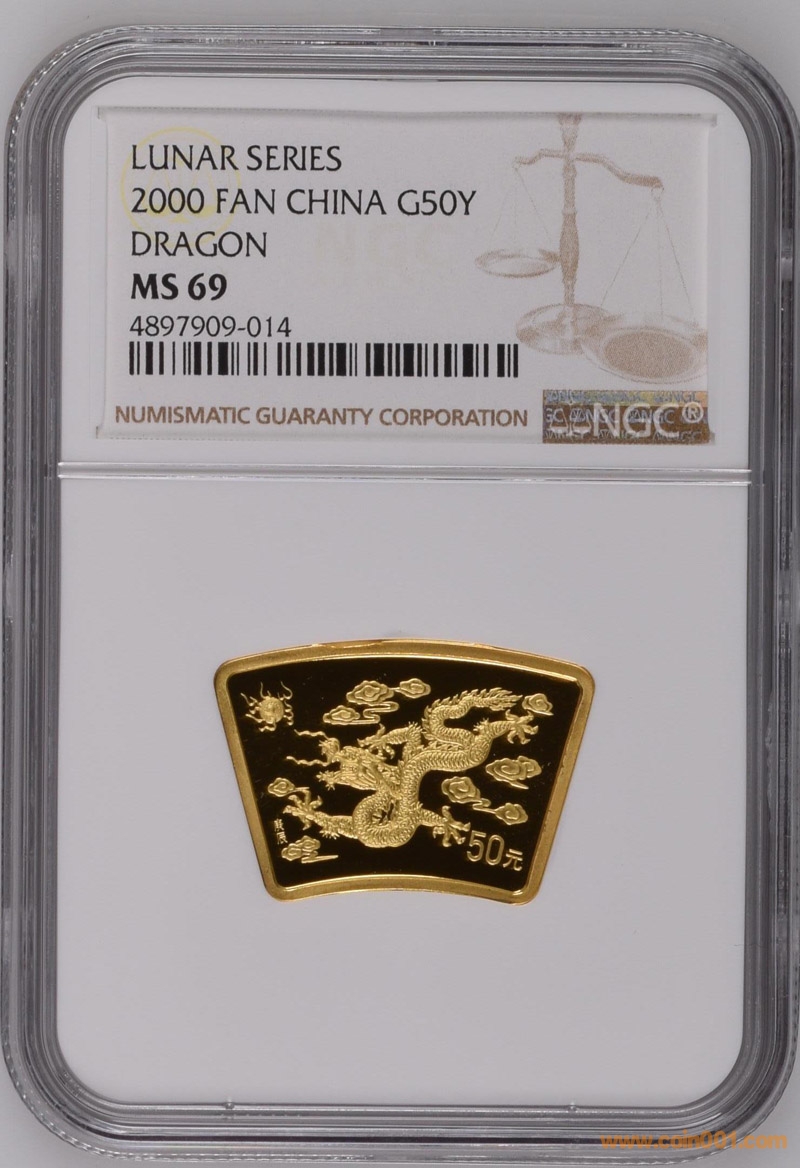 LUNAR SERIES
2000 FAN CHINA G50Y
DRAGON
MS 69
4897909-014
NUMISMATIC GUARANTY CORPORATION
NGC®
50元
www.coin001.com